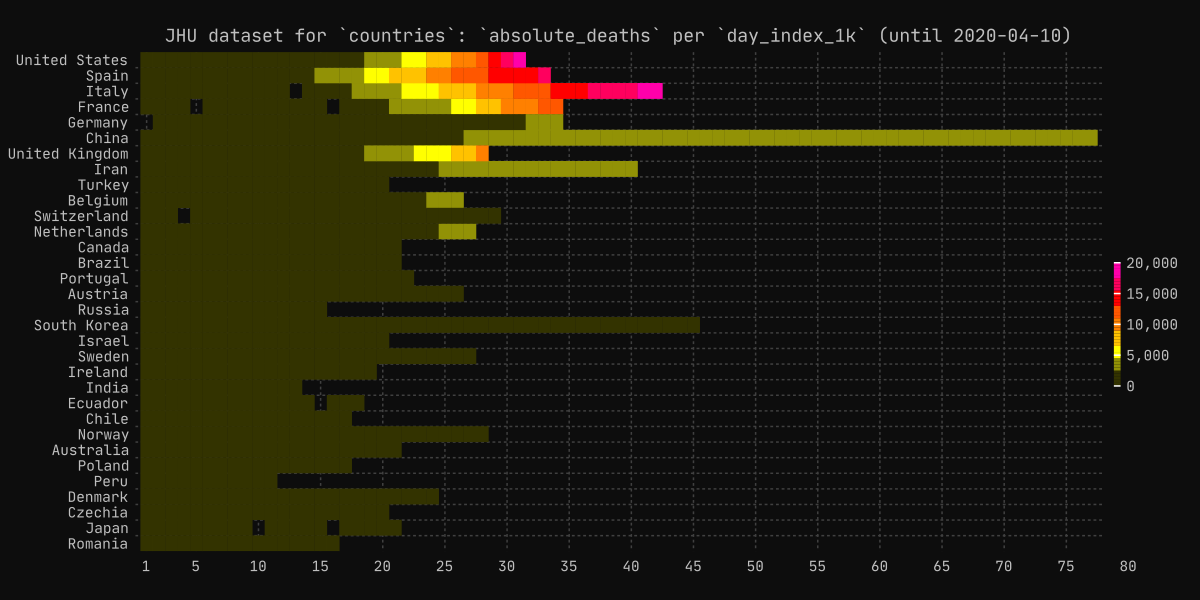 JHU dataset for `countries`: `absolute_deaths` per `day_index_1k` (until 2020-04-10)
United States
Spain
Italy
France
Germany
China
United Kingdom
Iran
Turkey
Belgium
Switzerland
Netherlands
Canada
Brazil
Portugal
Austria
Russia
South Korea
Israel
Sweden
Ireland
India
Ecuador
Chile
Norway
Australia
Poland
Peru
Denmark
Czechia
Japan
Romania
1 5 10 15 20 25 30 35 40 45 50 55 60 65 70 75 80
20,000
15,000
10,000
5,000
0